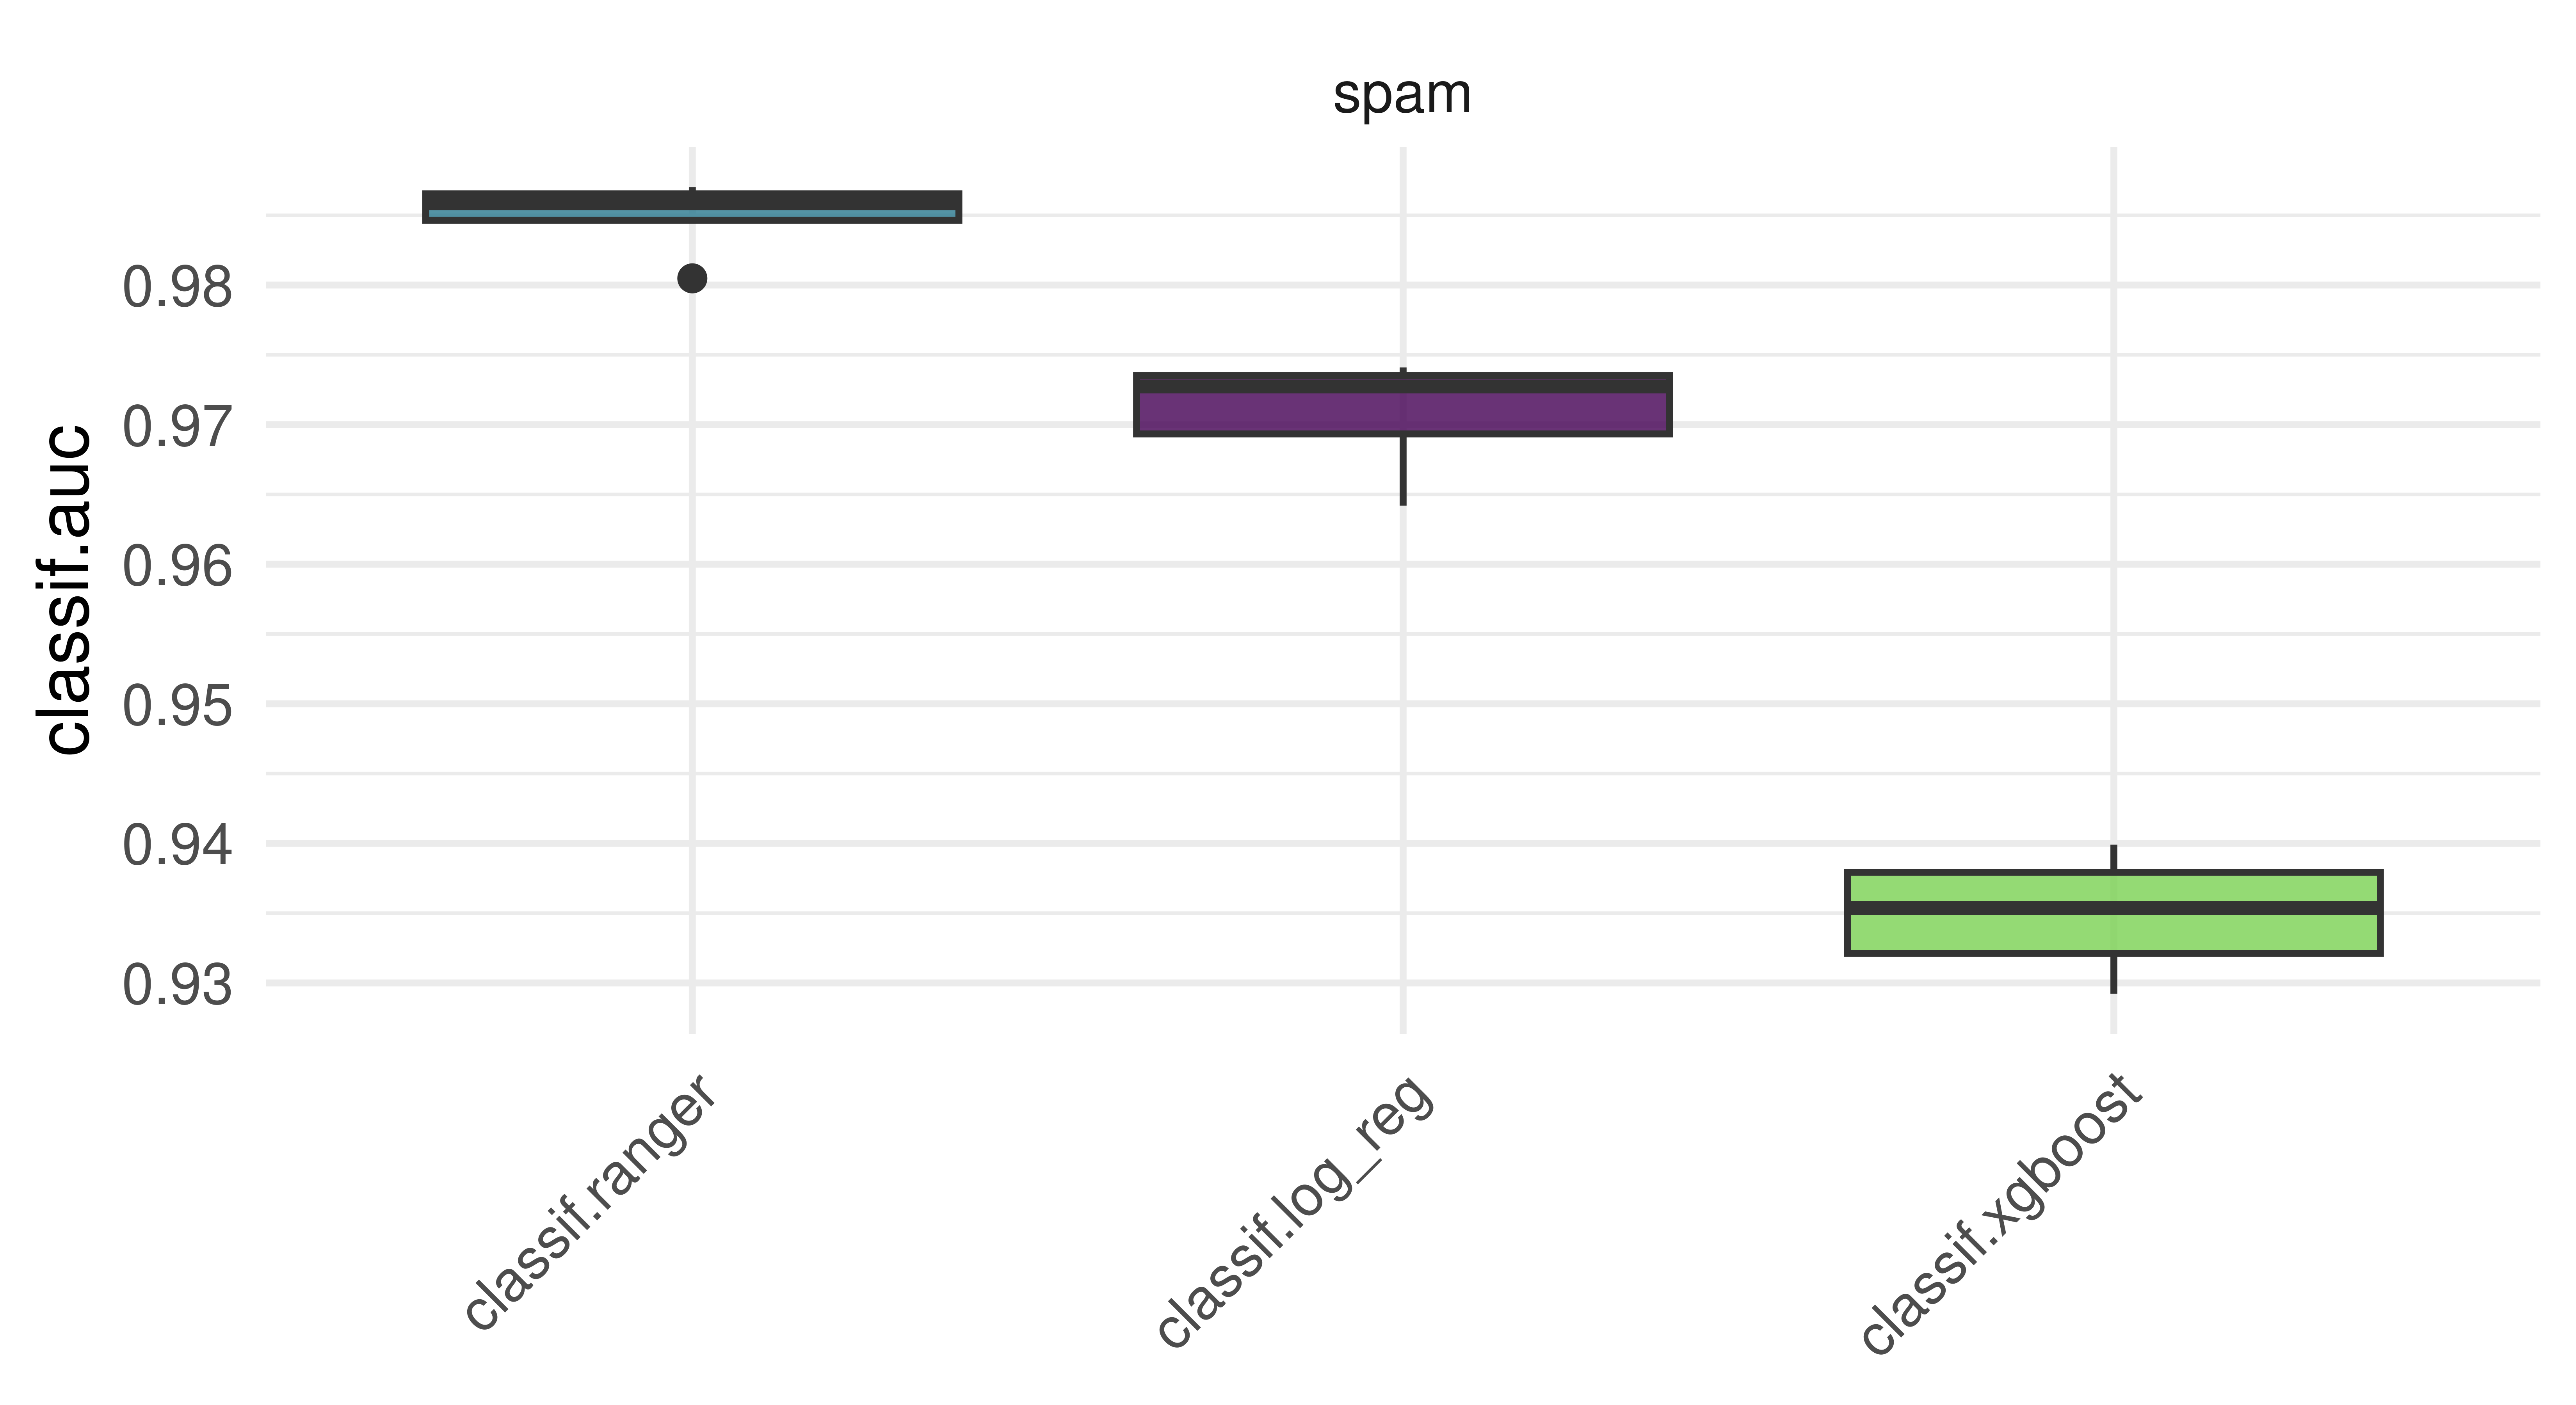 spam
classif.auc
0.98
0.97
0.96
0.95
0.94
0.93
classif.ranger
classif.log_reg
classif.xgboost